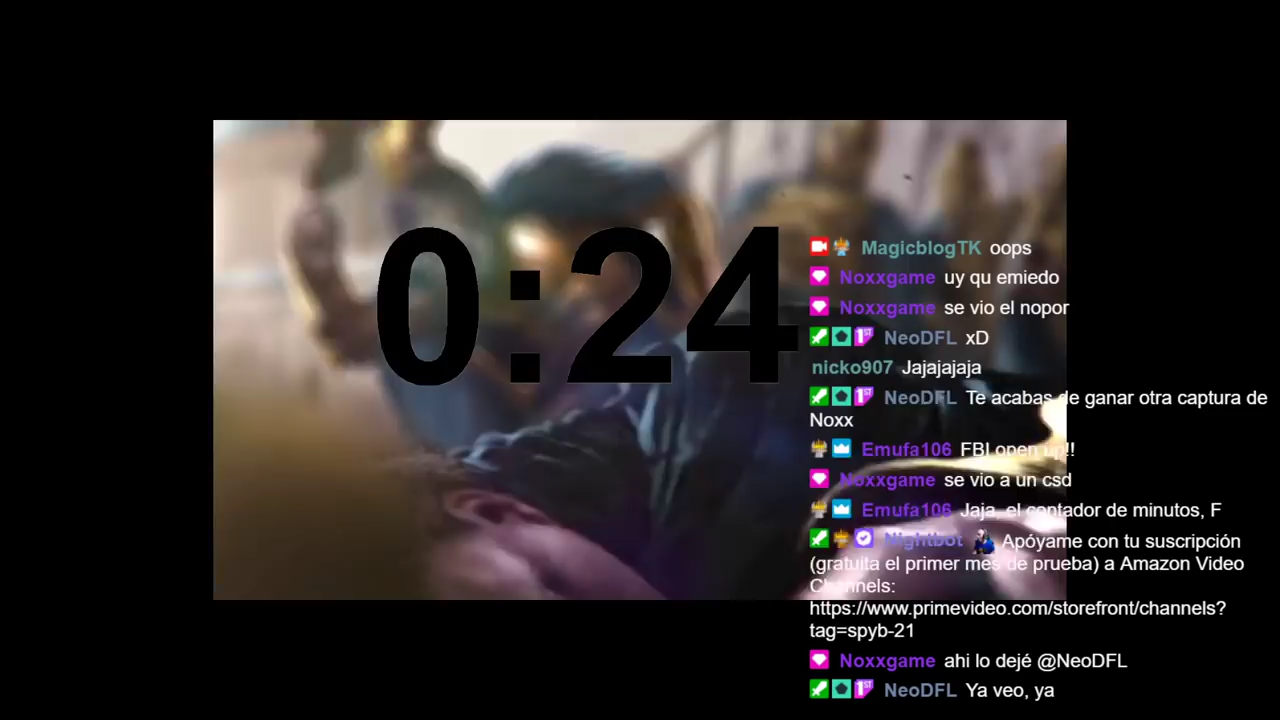 0:24
MagicblogTK oops
Noxxgame uy qu emiedo
Noxxgame se vio el nopor
NeoDFL xD
nicko907 Jajajajaja
NeoDFL Te acabas de ganar otra captura de
Noxx
Emufa106 FBI open up!!
Noxxgame se vio a un csd
Emufa106 Jaja, el contador de minutos, F
Nightbot Apóyame con tu suscripción
(gratuita el primer mes de prueba) a Amazon Video
Channels:
https://www.primevideo.com/storefront/channels?
tag=spyb-21
Noxxgame ahi lo dejé @NeoDFL
NeoDFL Ya veo, ya